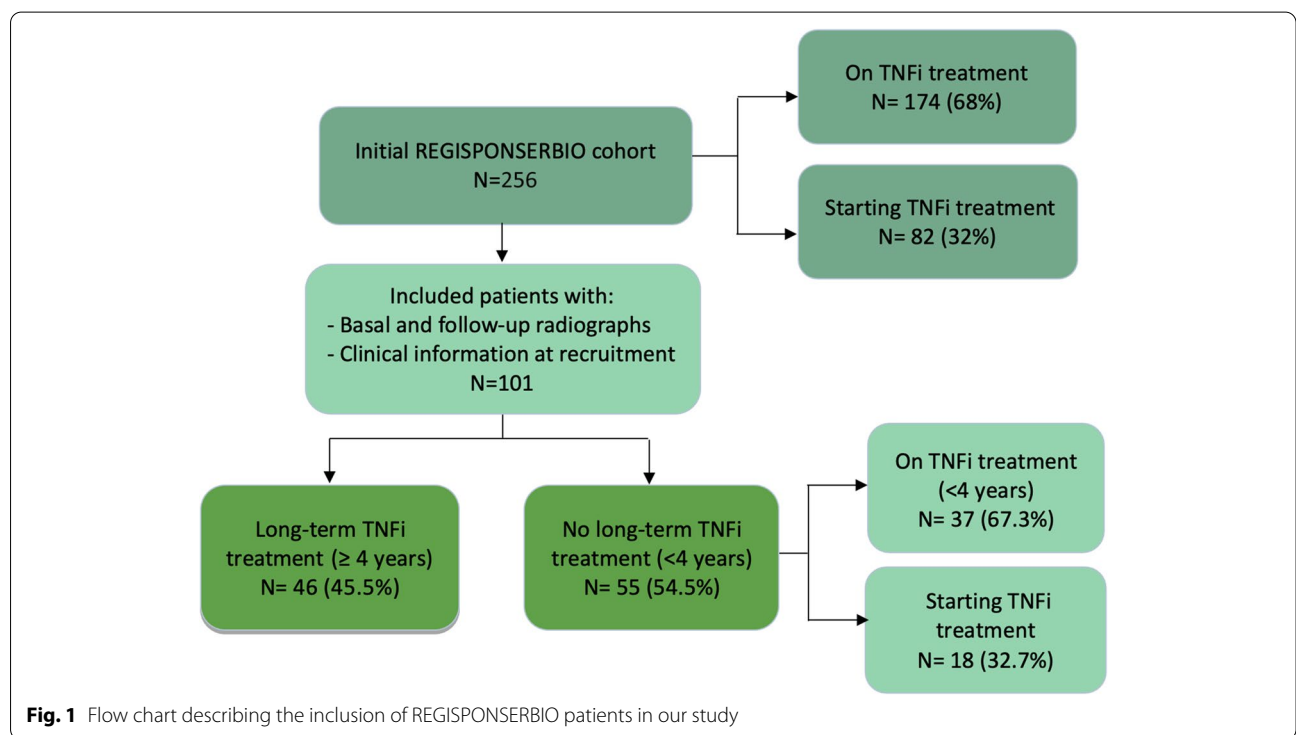 Initial REGISPONSERBIO cohort
N=256
On TNFi treatment
N= 174 (68%)
Starting TNFi treatment
N= 82 (32%)
Included patients with:
- Basal and follow-up radiographs
- Clinical information at recruitment
N=101
Long-term TNFi
treatment (≥ 4 years)
N= 46 (45.5%)
No long-term TNFi
treatment (<4 years)
N= 55 (54.5%)
On TNFi treatment
(<4 years)
N= 37 (67.3%)
Starting TNFi
treatment
N= 18 (32.7%)
Fig. 1 Flow chart describing the inclusion of REGISPONSERBIO patients in our study